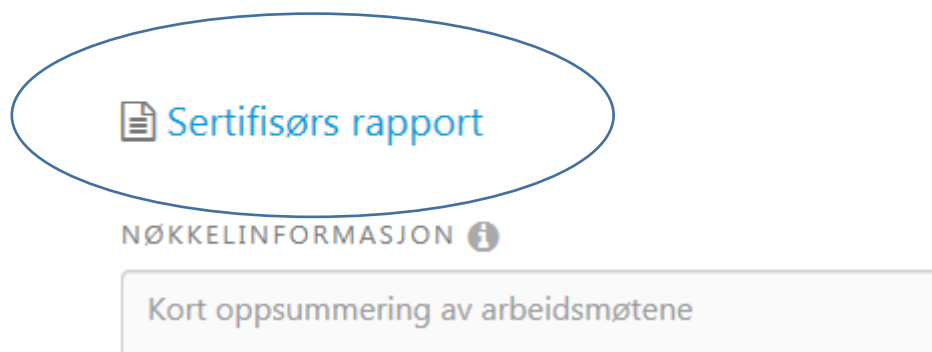 Sertifisørs rapport
NØKKELINFORMASJON
Kort oppsummering av arbeidsmøtene